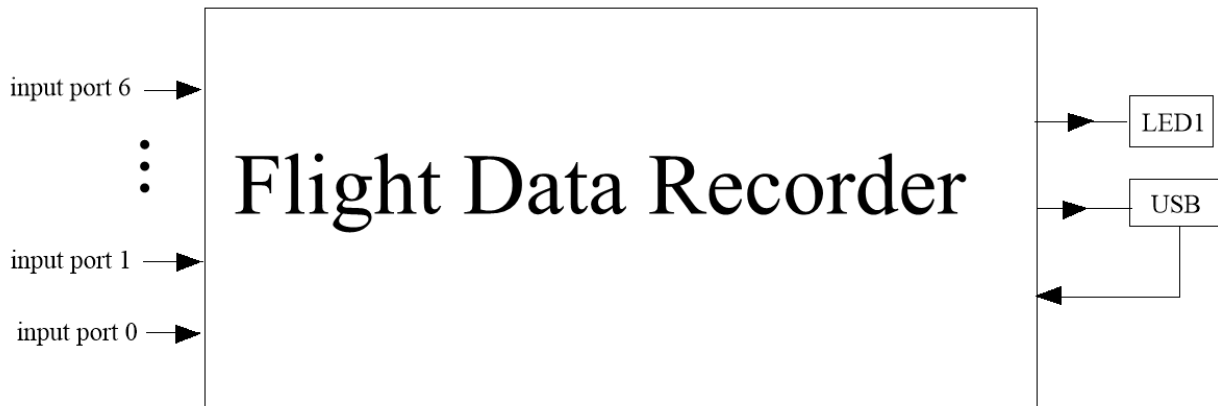 input port 6
input port 1
input port 0
Flight Data Recorder
LED1
USB